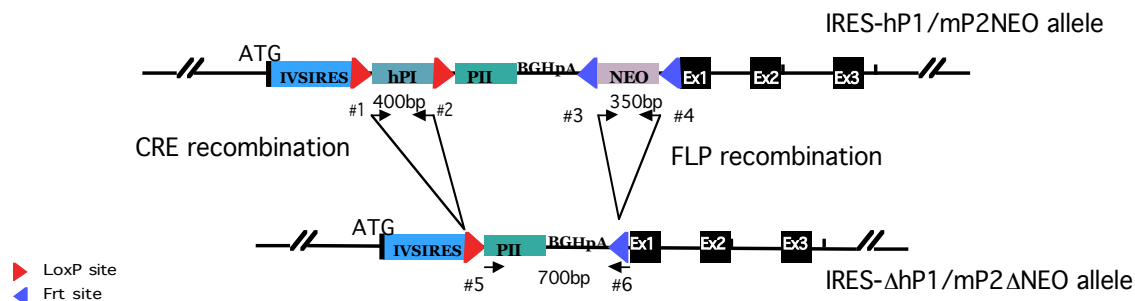 IRES-hP1/mP2NEO allele
ATG
IVSIRES hPI PII BGHpA NEO Ex1 Ex2 Ex3
#1 400bp #2 #3 350bp #4
CRE recombination FLP recombination
ATG
IVSIRES PII BGHpA Ex1 Ex2 Ex3
#5 700bp #6
IRES-ΔhP1/mP2ΔNEO allele
LoxP site
Frt site